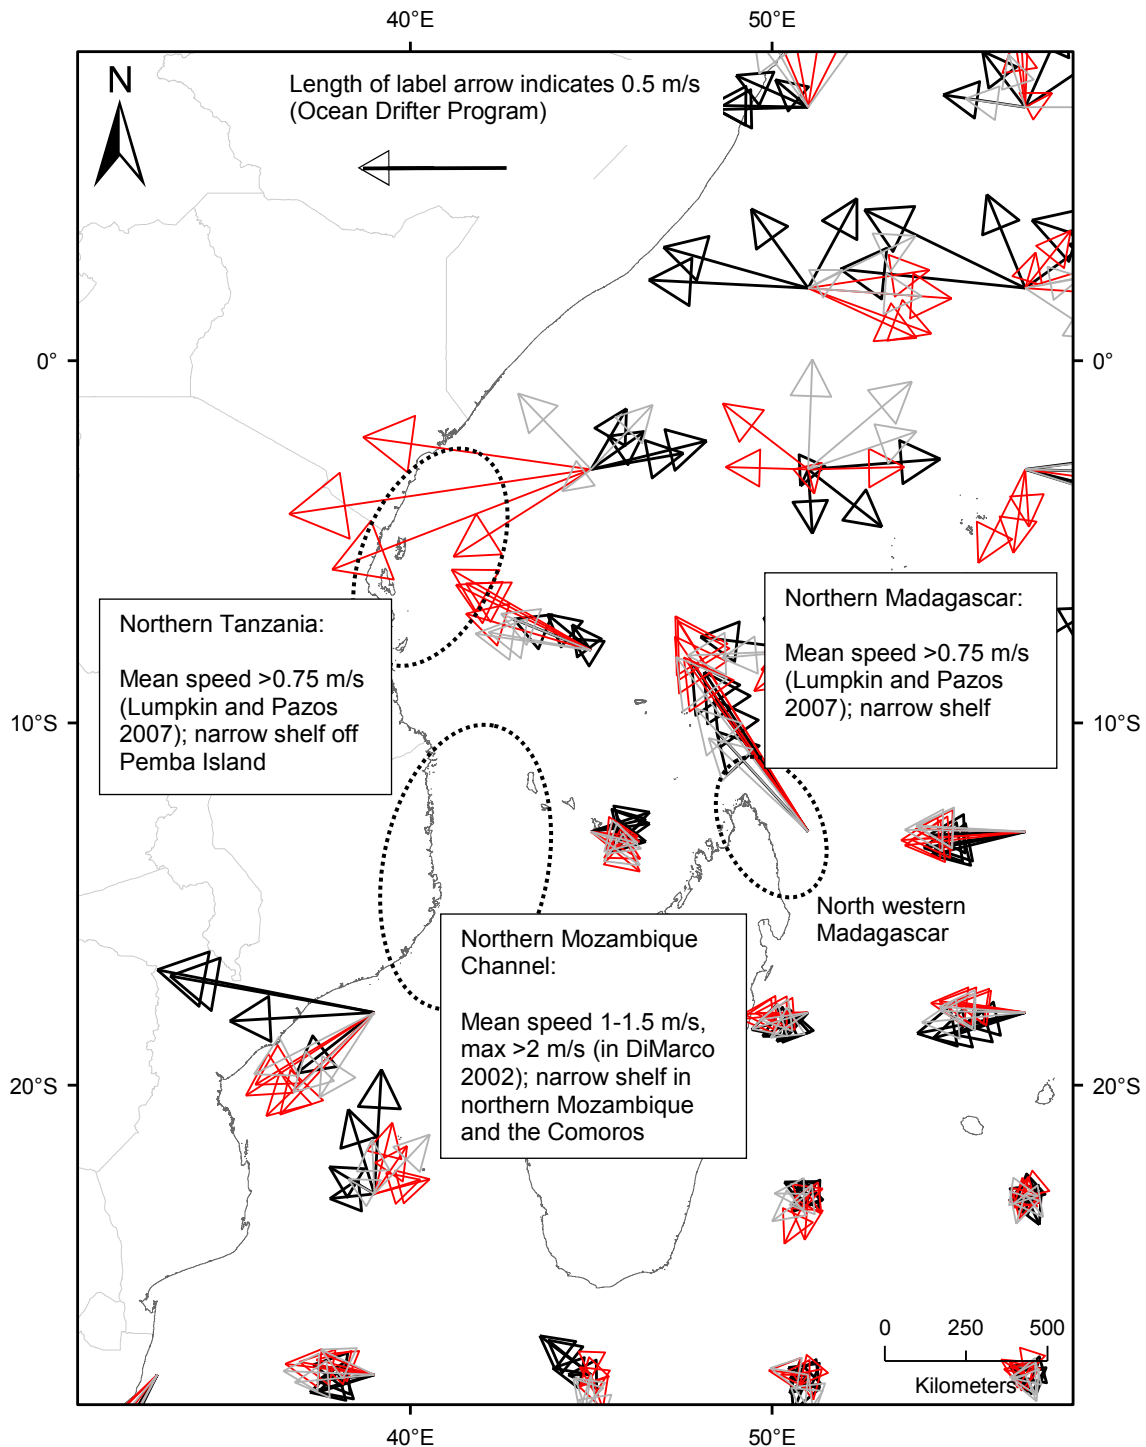 40°E
50°E
N
Length of label arrow indicates 0.5 m/s
(Ocean Drifter Program)
0°
0°
Northern Tanzania:
Mean speed >0.75 m/s
(Lumpkin and Pazos
2007); narrow shelf off
Pemba Island
Northern Madagascar:
Mean speed >0.75 m/s
(Lumpkin and Pazos
2007); narrow shelf
10°S
10°S
North western
Madagascar
Northern Mozambique
Channel:
Mean speed 1-1.5 m/s,
max >2 m/s (in DiMarco
2002); narrow shelf in
northern Mozambique
and the Comoros
20°S
20°S
0
250
500
Kilometers
40°E
50°E